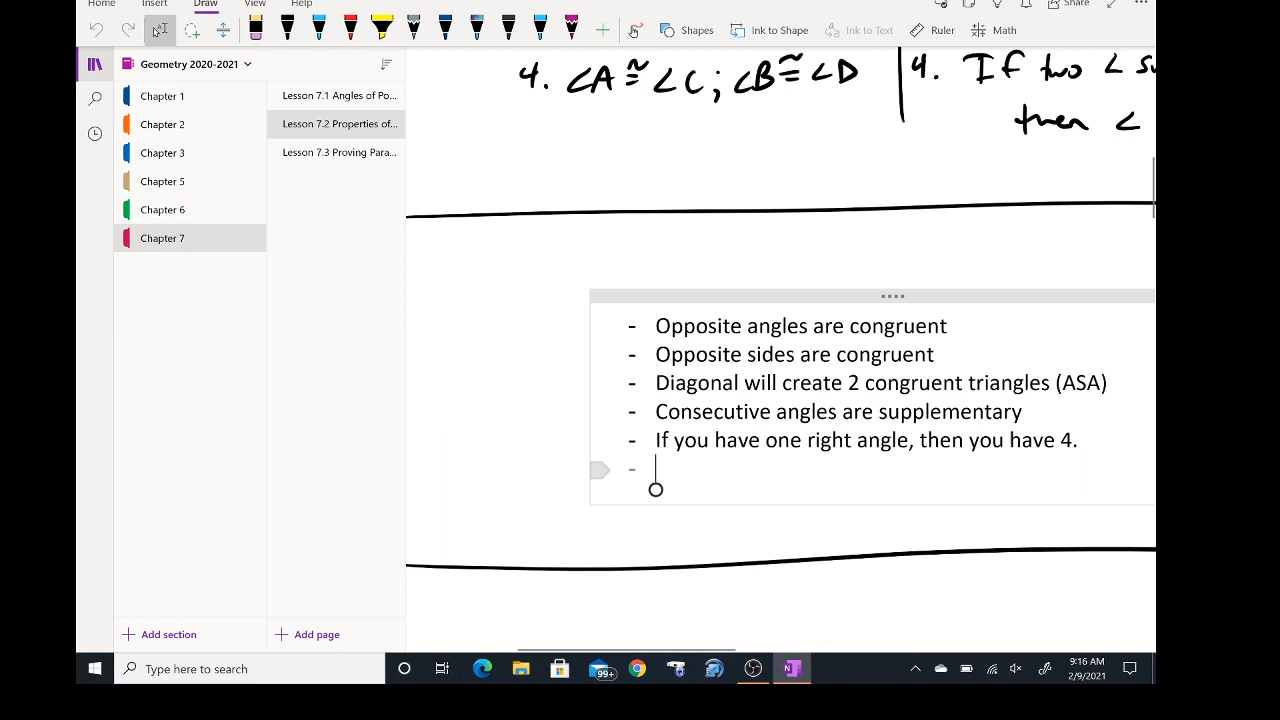 Home Insert Draw View Help Share
Shapes Ink to Shape Ink to Text Ruler Math
Geometry 2020-2021
Chapter 1
Chapter 2
Chapter 3
Chapter 5
Chapter 6
Chapter 7
Lesson 7.1 Angles of Po...
Lesson 7.2 Properties of...
Lesson 7.3 Proving Para...
4. ∠A ≅ ∠C ; ∠B ≅ ∠D
4. If two ∠
then ∠
- Opposite angles are congruent
- Opposite sides are congruent
- Diagonal will create 2 congruent triangles (ASA)
- Consecutive angles are supplementary
- If you have one right angle, then you have 4.
-
+ Add section
+ Add page
Type here to search
99+
9:16 AM
2/9/2021